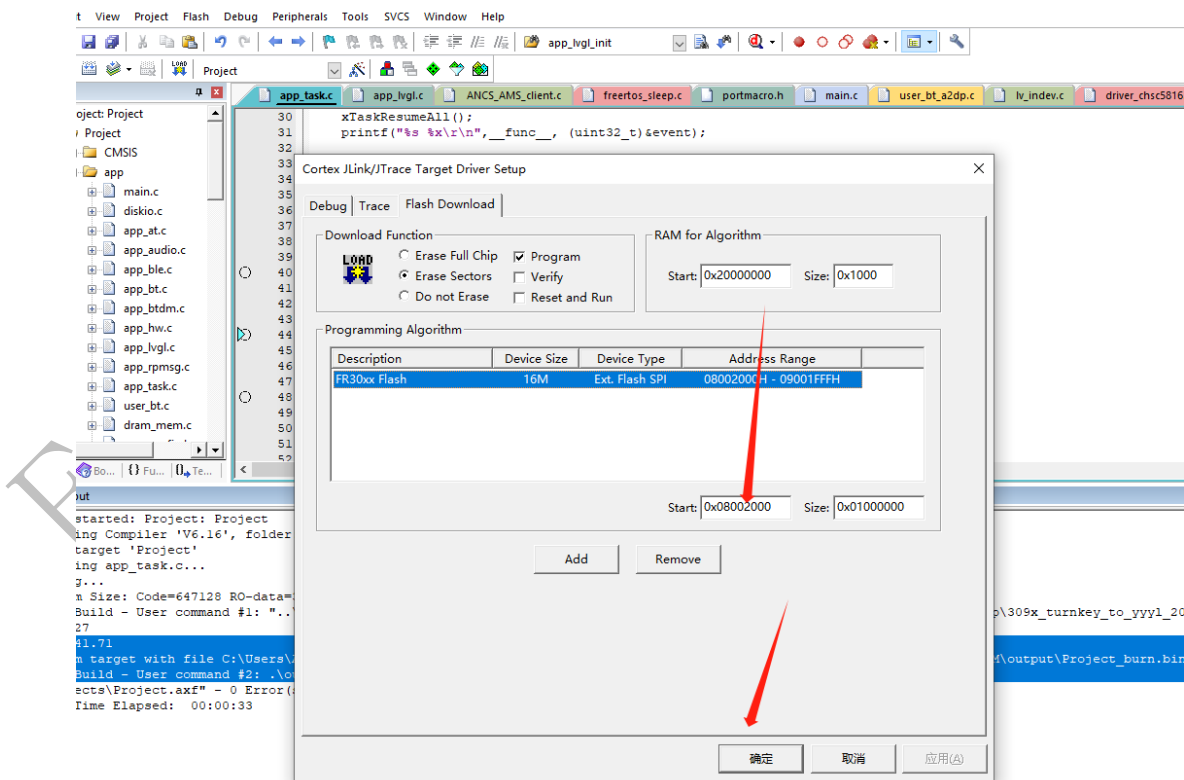 t View Project Flash Debug Peripherals Tools SVCS Window Help
app_lvgl_init
LOAD Project
app_task.c app_lvgl.c ANCS_AMS_client.c freertos_sleep.c portmacro.h main.c user_bt_a2dp.c lv_indev.c driver_chsc5816
oject: Project
Project
CMSIS
app
main.c
diskio.c
app_at.c
app_audio.c
app_ble.c
app_bt.c
app_btdm.c
app_hw.c
app_lvgl.c
app_rpmsg.c
app_task.c
user_bt.c
dram_mem.c
Bo... {} Fu... Te...
30 xTaskResumeAll();
31 printf("%s %x\r\n",__func__, (uint32_t)&event);
32
33
34
35
36
37
38
39
40
41
42
43
44
45
46
47
48
49
50
51
52
Cortex JLink/JTrace Target Driver Setup
Debug Trace Flash Download
Download Function
LOAD
Erase Full Chip Program
Erase Sectors Verify
Do not Erase Reset and Run
RAM for Algorithm
Start: 0x20000000 Size: 0x1000
Programming Algorithm
Description Device Size Device Type Address Range
FR30xx Flash 16M Ext. Flash SPI 08002000H - 09001FFFH
Start: 0x08002000 Size: 0x01000000
Add Remove
确定 取消 应用(A)
put
started: Project: Project
ing Compiler 'V6.16', folder
target 'Project'
ing app_task.c...
g...
m Size: Code=647128 RO-data=
Build - User command #1: ".. p\309x_turnkey_to_yyyl_20
27
41.71
m target with file C:\Users\ M\output\Project_burn.bin
Build - User command #2: .\ou
ects\Project.axf" - 0 Error(
Time Elapsed: 00:00:33